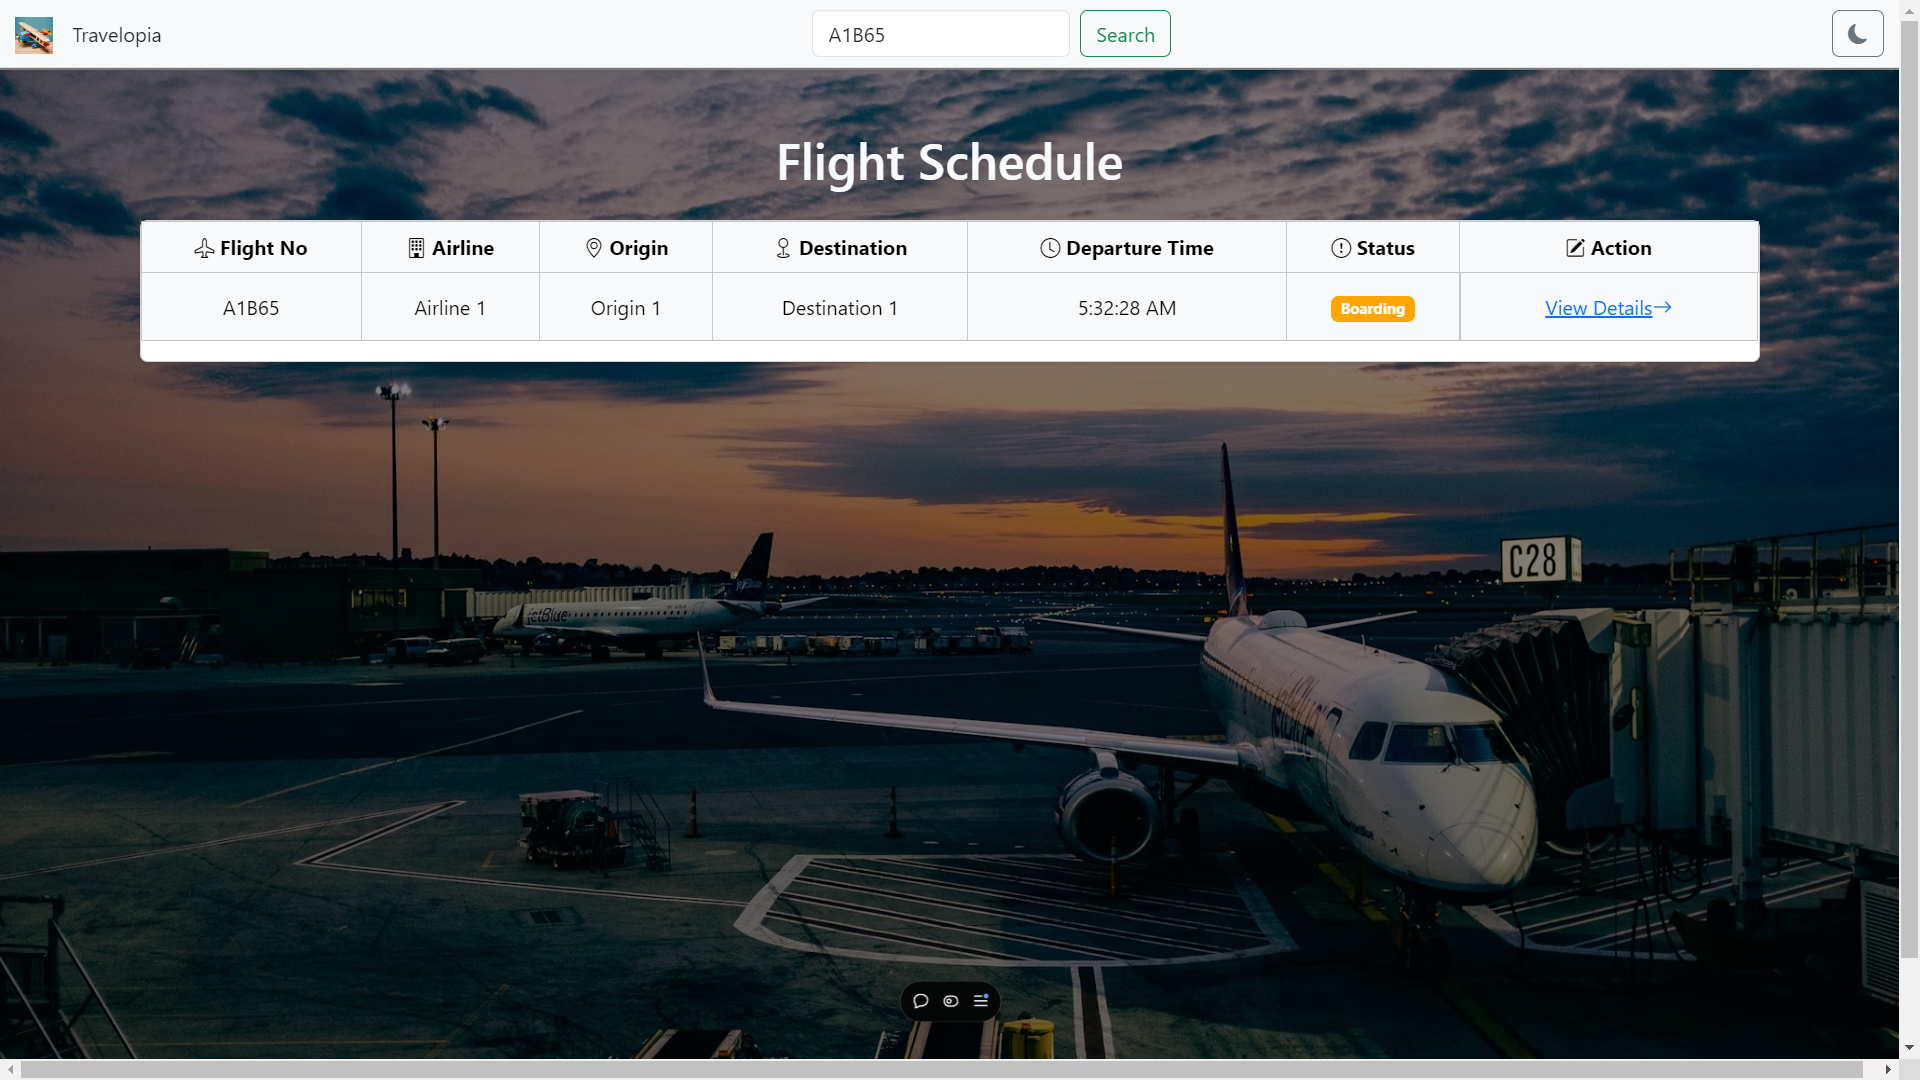 Travelopia
A1B65
Search
Flight Schedule
Flight No
Airline
Origin
Destination
Departure Time
Status
Action
A1B65
Airline 1
Origin 1
Destination 1
5:32:28 AM
Boarding
View Details
C28
jetBlue
jetBlue